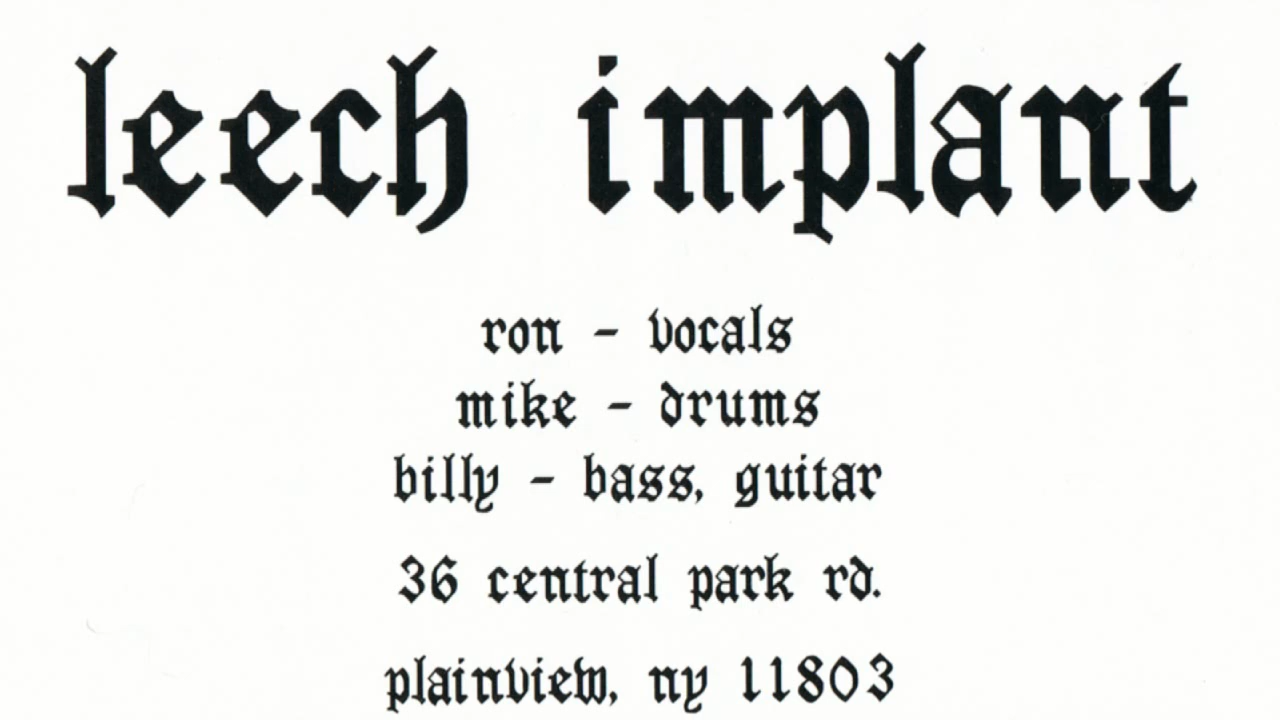 leech implant
ron - vocals
mike - drums
billy - bass, guitar
36 central park rd.
plainview, ny 11803